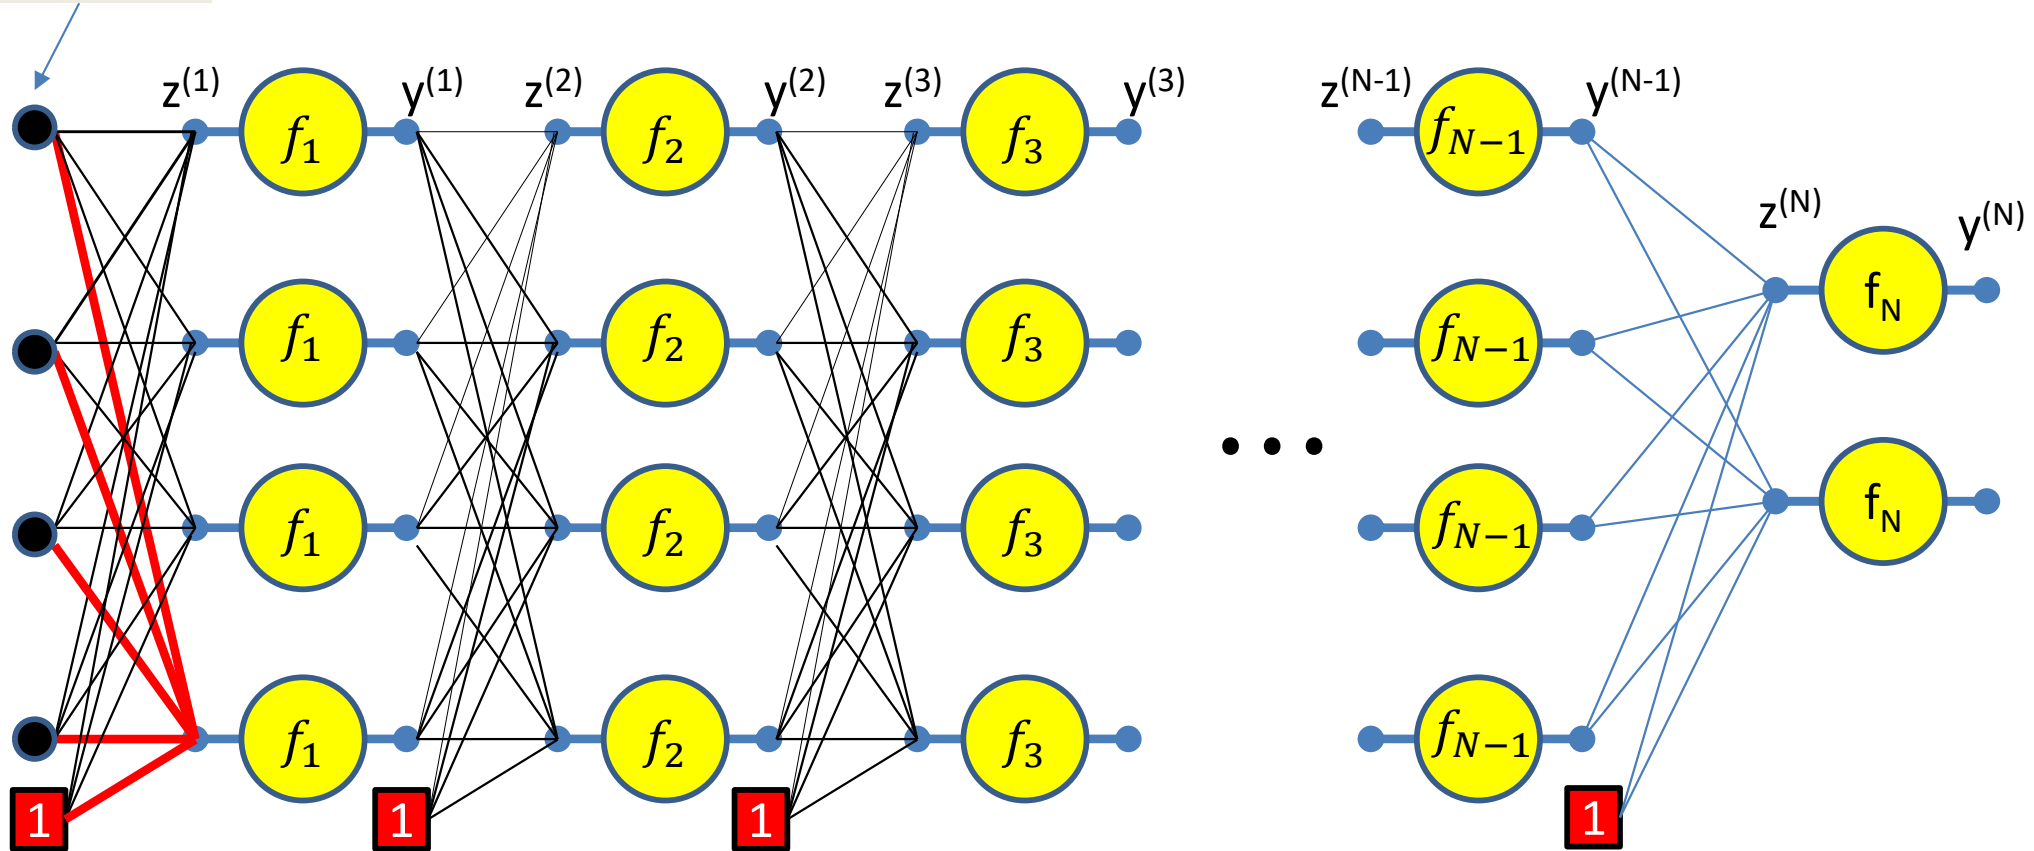 z(1) y(1) z(2) y(2) z(3) y(3) z(N-1) y(N-1)
f1 f2 f3 fN−1
z(N) y(N)
fN
f1 f2 f3 fN−1
f1 f2 f3 fN−1
fN
f1 f2 f3 fN−1
1 1 1 1